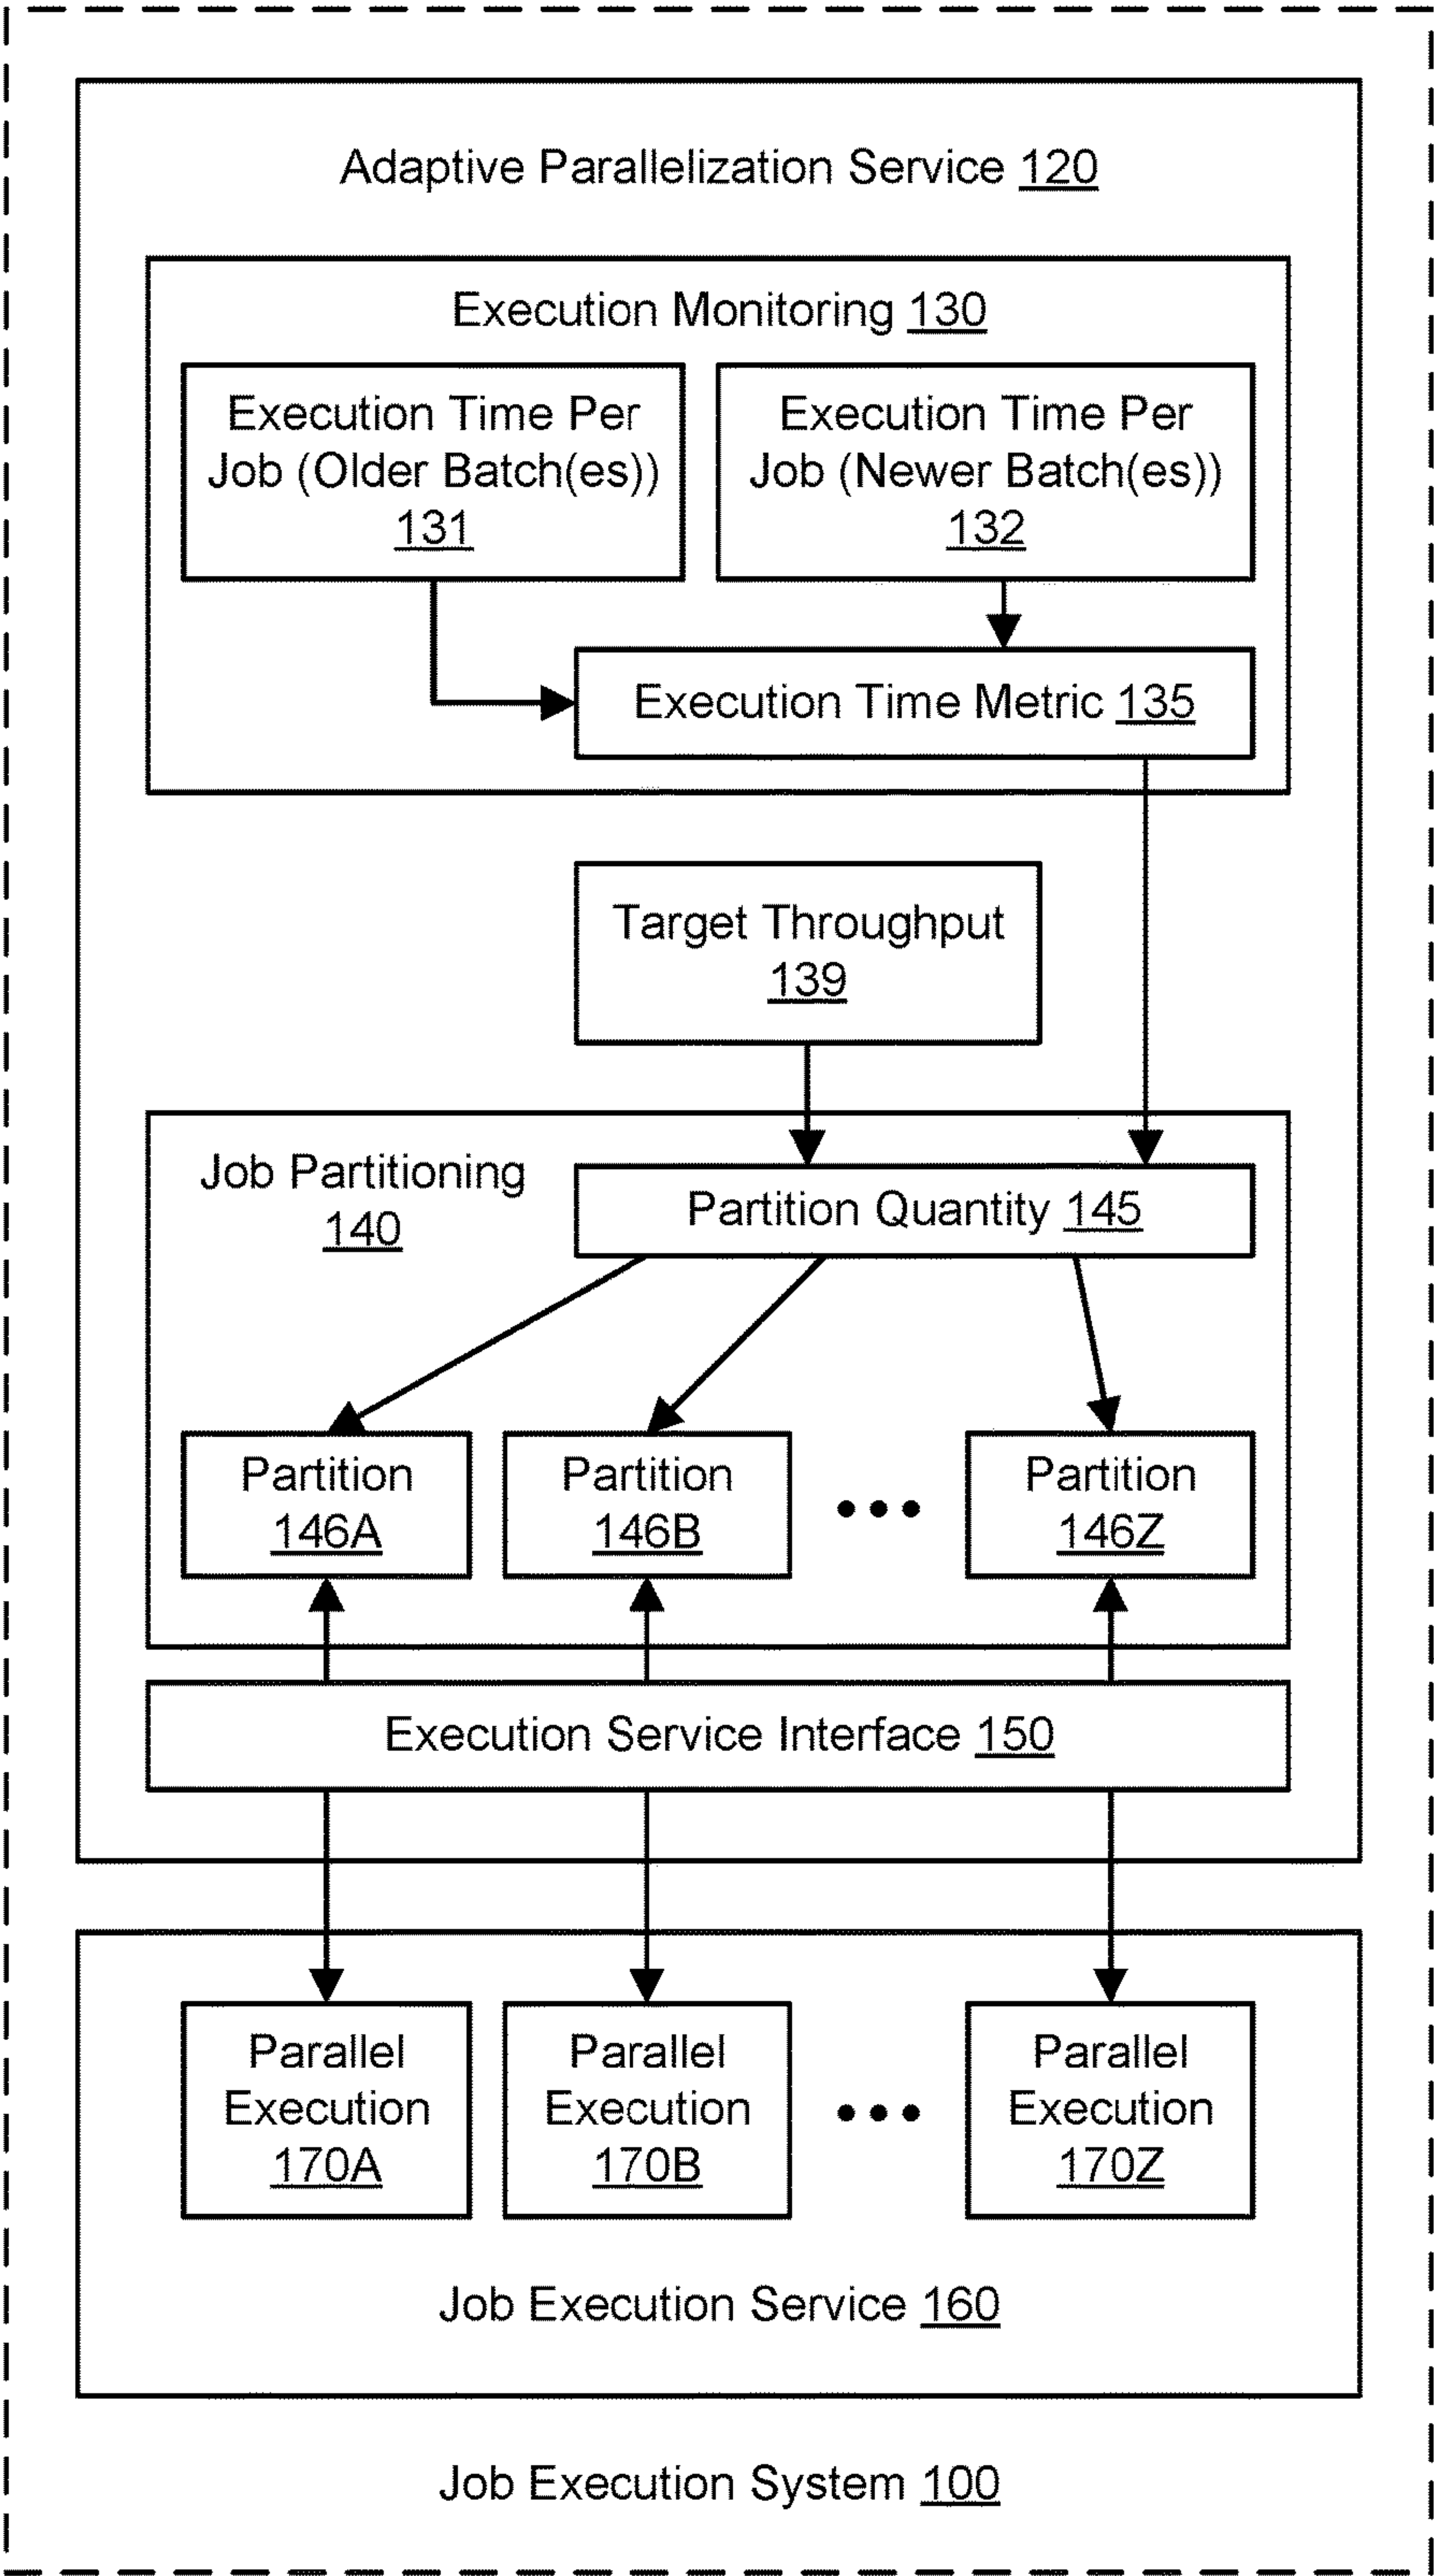 Adaptive Parallelization Service 120
Execution Monitoring 130
Execution Time Per
Job (Older Batch(es))
131
Execution Time Per
Job (Newer Batch(es))
132
Execution Time Metric 135
Target Throughput
139
Job Partitioning
140
Partition Quantity 145
Partition
146A
Partition
146B
Partition
146Z
Execution Service Interface 150
Parallel
Execution
170A
Parallel
Execution
170B
Parallel
Execution
170Z
Job Execution Service 160
Job Execution System 100